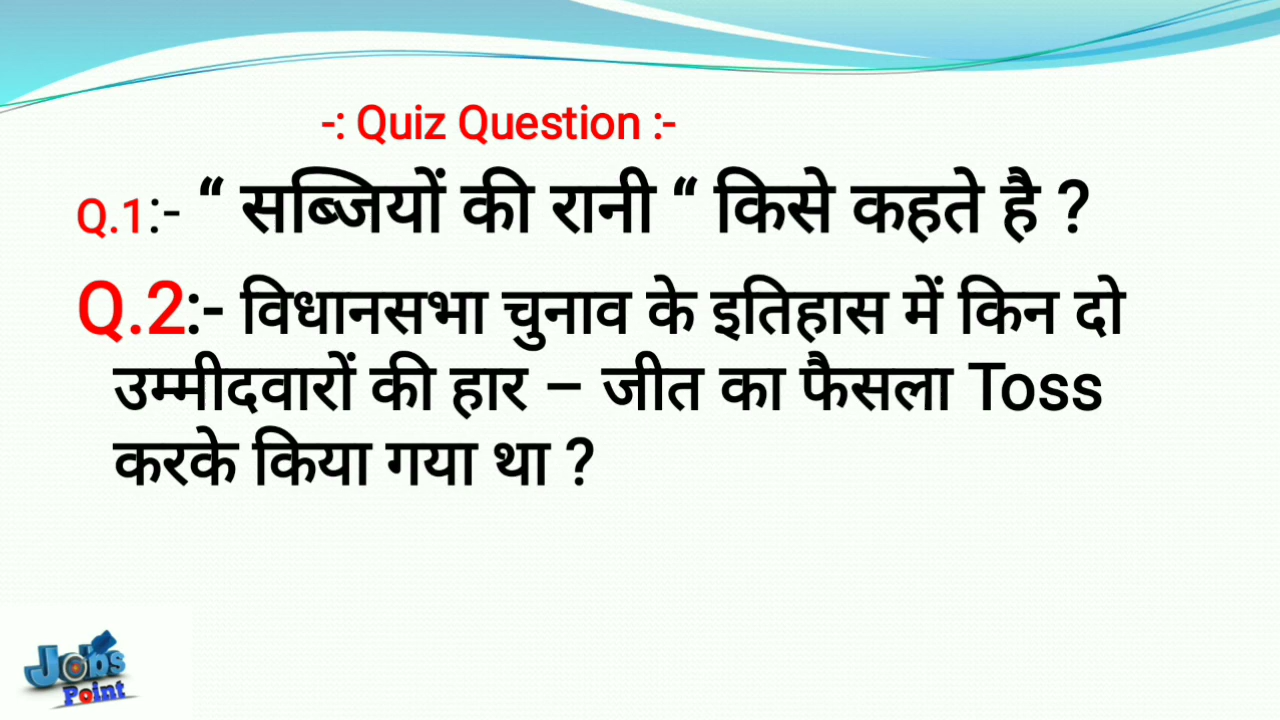 -: Quiz Question :-
Q.1:- “ सब्जियों की रानी “ किसे कहते है ?
Q.2:- विधानसभा चुनाव के इतिहास में किन दो
उम्मीदवारों की हार – जीत का फैसला Toss
करके किया गया था ?
Jobs
Point